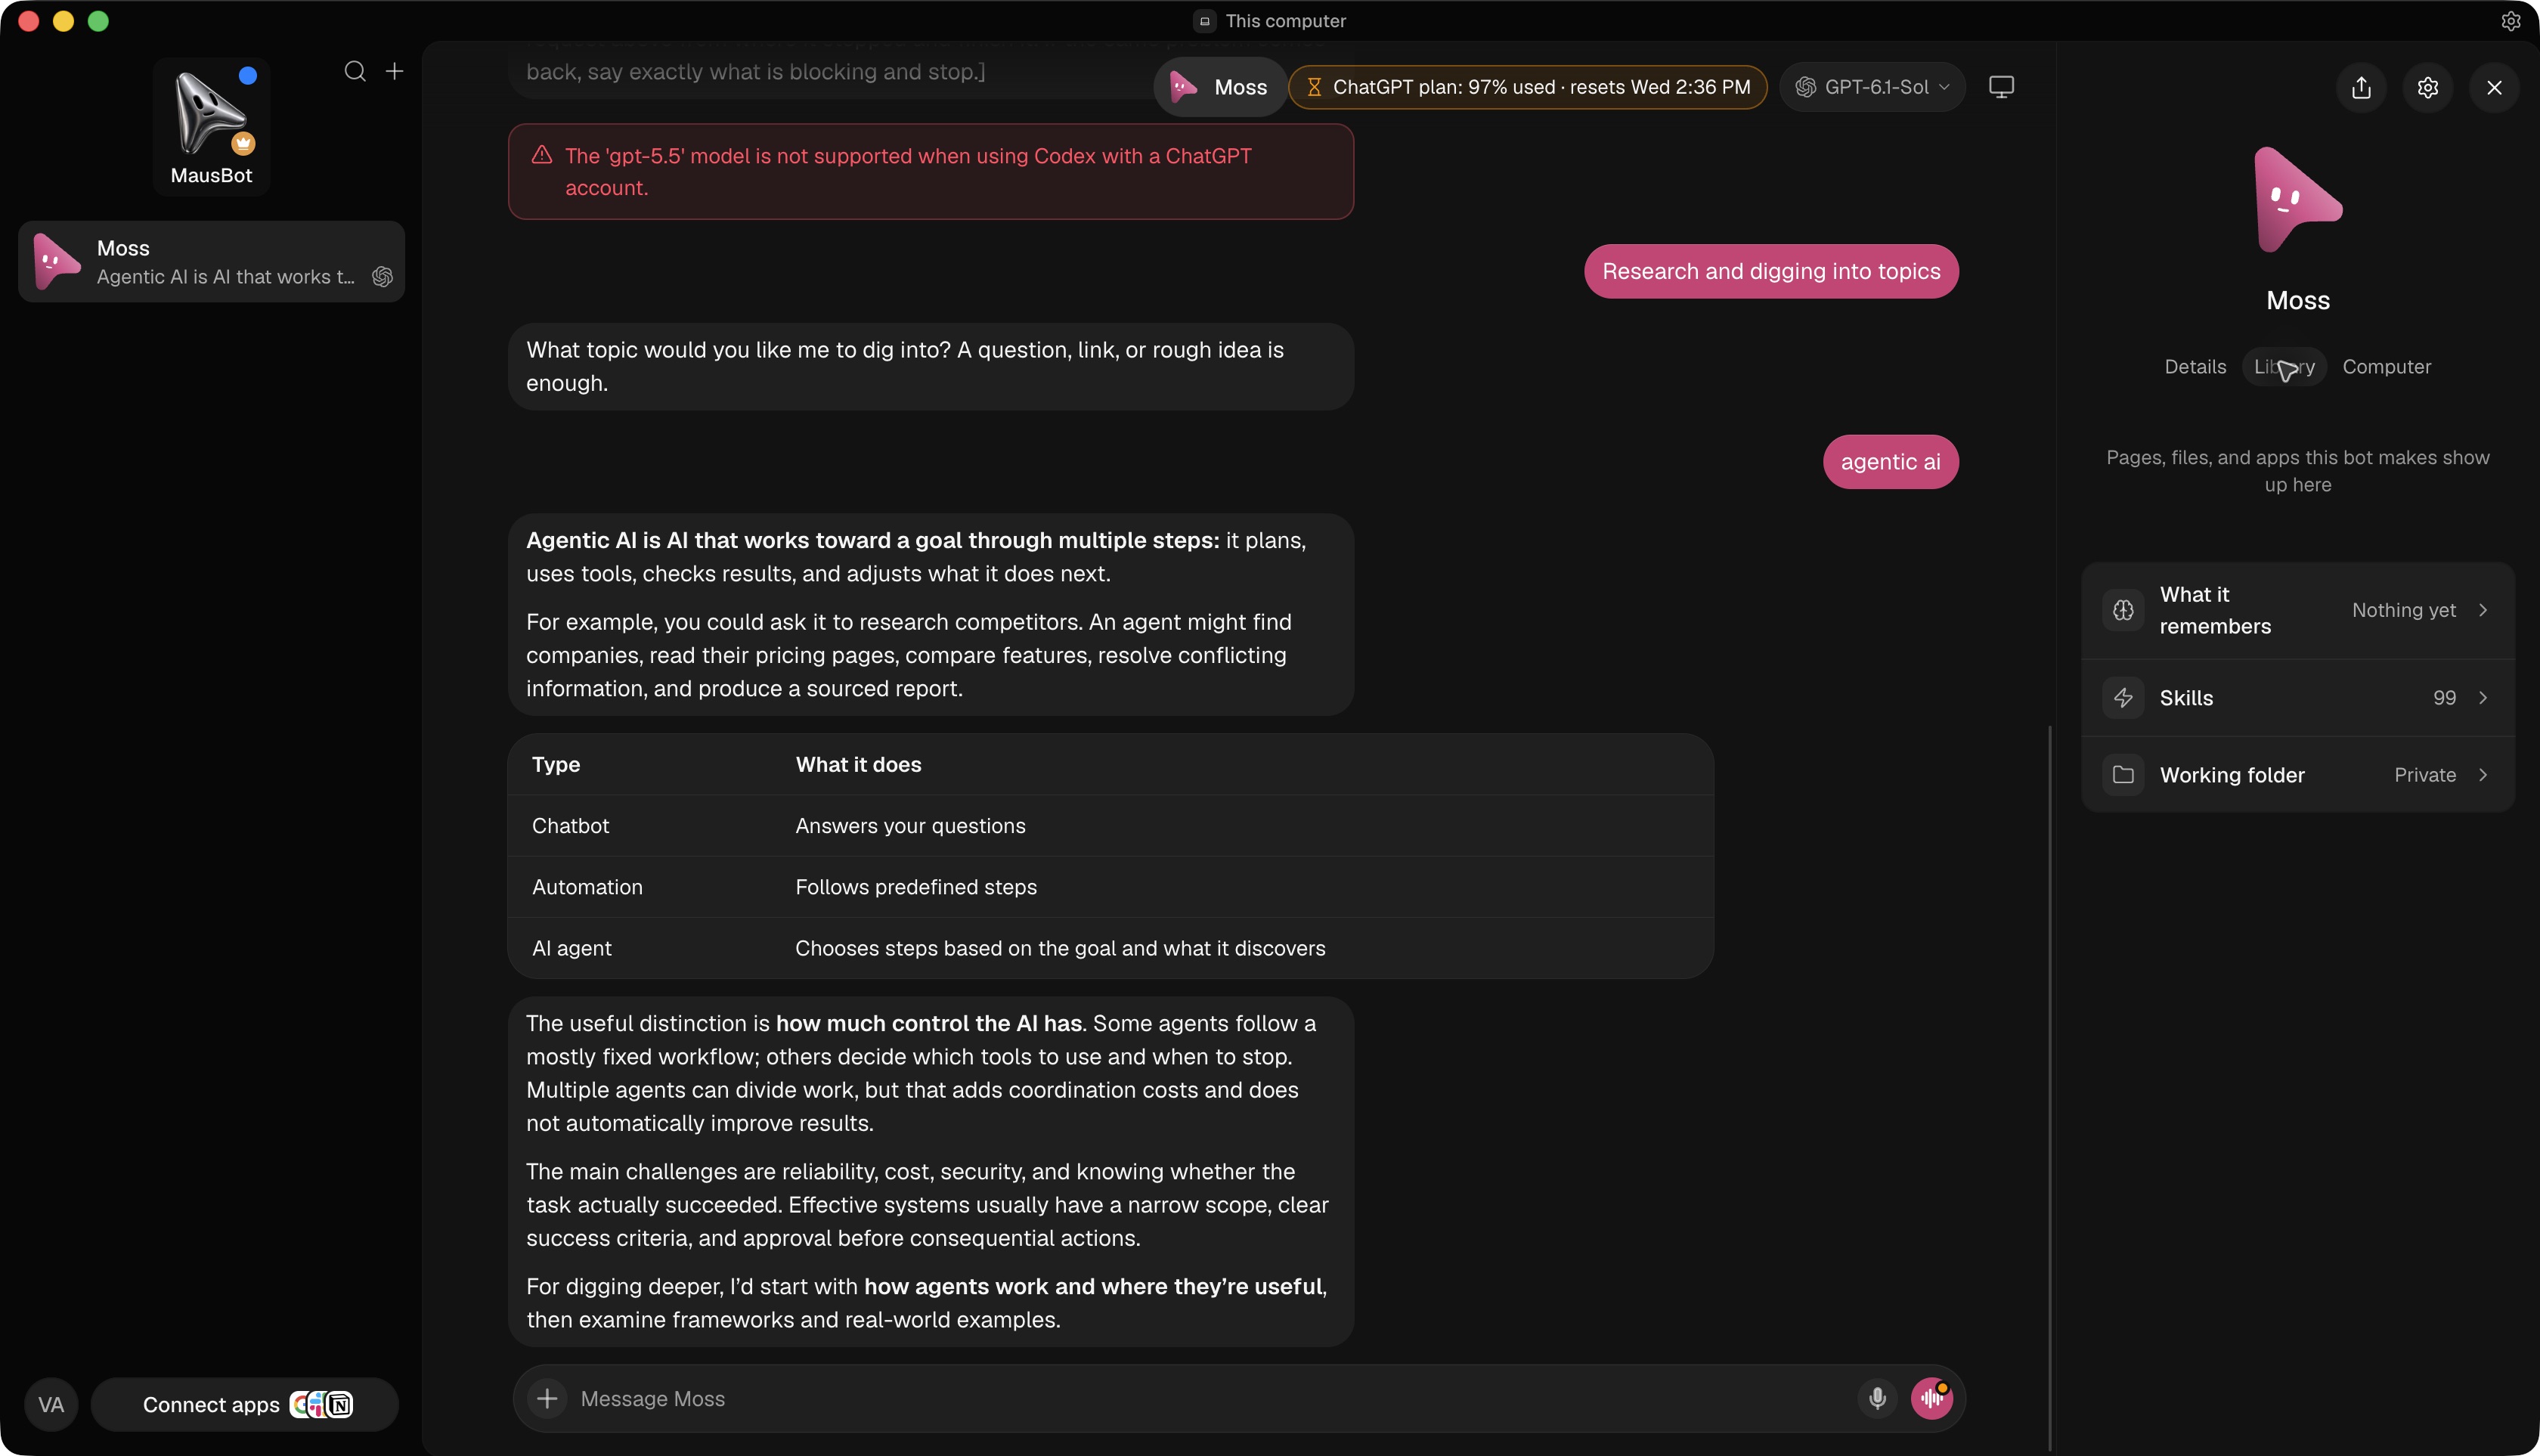 This computer
MausBot
Moss
Agentic AI is AI that works t...
VA
Connect apps
back, say exactly what is blocking and stop.]
Moss
ChatGPT plan: 97% used · resets Wed 2:36 PM
GPT-6.1-Sol
The 'gpt-5.5' model is not supported when using Codex with a ChatGPT
account.
Research and digging into topics
What topic would you like me to dig into? A question, link, or rough idea is
enough.
agentic ai
Agentic AI is AI that works toward a goal through multiple steps: it plans,
uses tools, checks results, and adjusts what it does next.
For example, you could ask it to research competitors. An agent might find
companies, read their pricing pages, compare features, resolve conflicting
information, and produce a sourced report.
Type What it does
Chatbot Answers your questions
Automation Follows predefined steps
AI agent Chooses steps based on the goal and what it discovers
The useful distinction is how much control the AI has. Some agents follow a
mostly fixed workflow; others decide which tools to use and when to stop.
Multiple agents can divide work, but that adds coordination costs and does
not automatically improve results.
The main challenges are reliability, cost, security, and knowing whether the
task actually succeeded. Effective systems usually have a narrow scope, clear
success criteria, and approval before consequential actions.
For digging deeper, I’d start with how agents work and where they’re useful,
then examine frameworks and real-world examples.
Message Moss
Moss
Details Library Computer
Pages, files, and apps this bot makes show
up here
What it
remembers
Nothing yet
Skills 99
Working folder Private